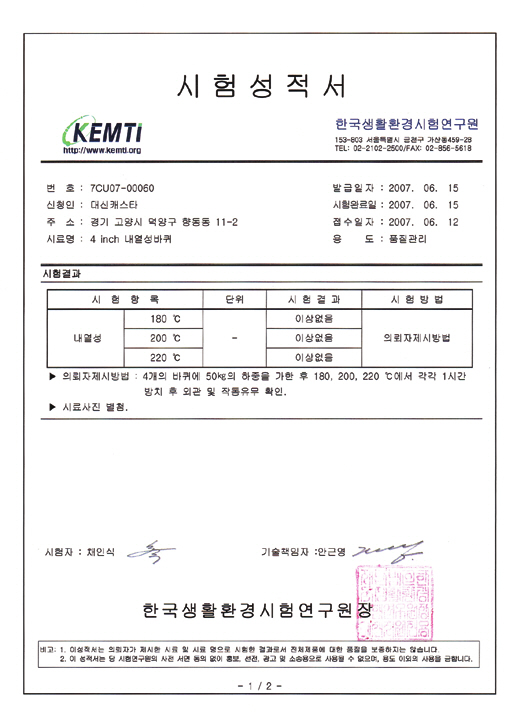 시험성적서
KEMTI
http://www.kemti.org
한국생활환경시험연구원
153-803 서울특별시 금천구 가산동459-28
TEL: 02-2102-2500/FAX: 02-856-5618
번 호 : 7CU07-00060
발급일자 : 2007. 06. 15
신청인 : 대신캐스타
시험완료일 : 2007. 06. 15
주 소 : 경기 고양시 덕양구 향동동 11-2
접수일자 : 2007. 06. 12
시료명 : 4 inch 내열성바퀴
용 도 : 품질관리
시험결과
시 험 항 목 단위 시 험 결 과 시 험 방 법
내열성 180 ℃ - 이상없음 의뢰자제시방법
200 ℃ 이상없음
220 ℃ 이상없음
▶ 의뢰자제시방법 : 4개의 바퀴에 50㎏의 하중을 가한 후 180, 200, 220 ℃에서 각각 1시간
방치 후 외관 및 작동유무 확인.
▶ 시료사진 별첨.
시험자 : 채인식
기술책임자 :안근영
한국생활환경시험연구원장
비고: 1. 이성적서는 의뢰자가 제시한 시료 및 시료 명으로 시험한 결과로서 전체제품에 대한 품질을 보증하지는 않습니다.
2. 이 성적서는 당 시험연구원의 사전 서면 동의 없이 홍보, 선전, 광고 및 소송용으로 사용될 수 없으며, 용도 이외의 사용을 금합니다.
- 1 / 2 -